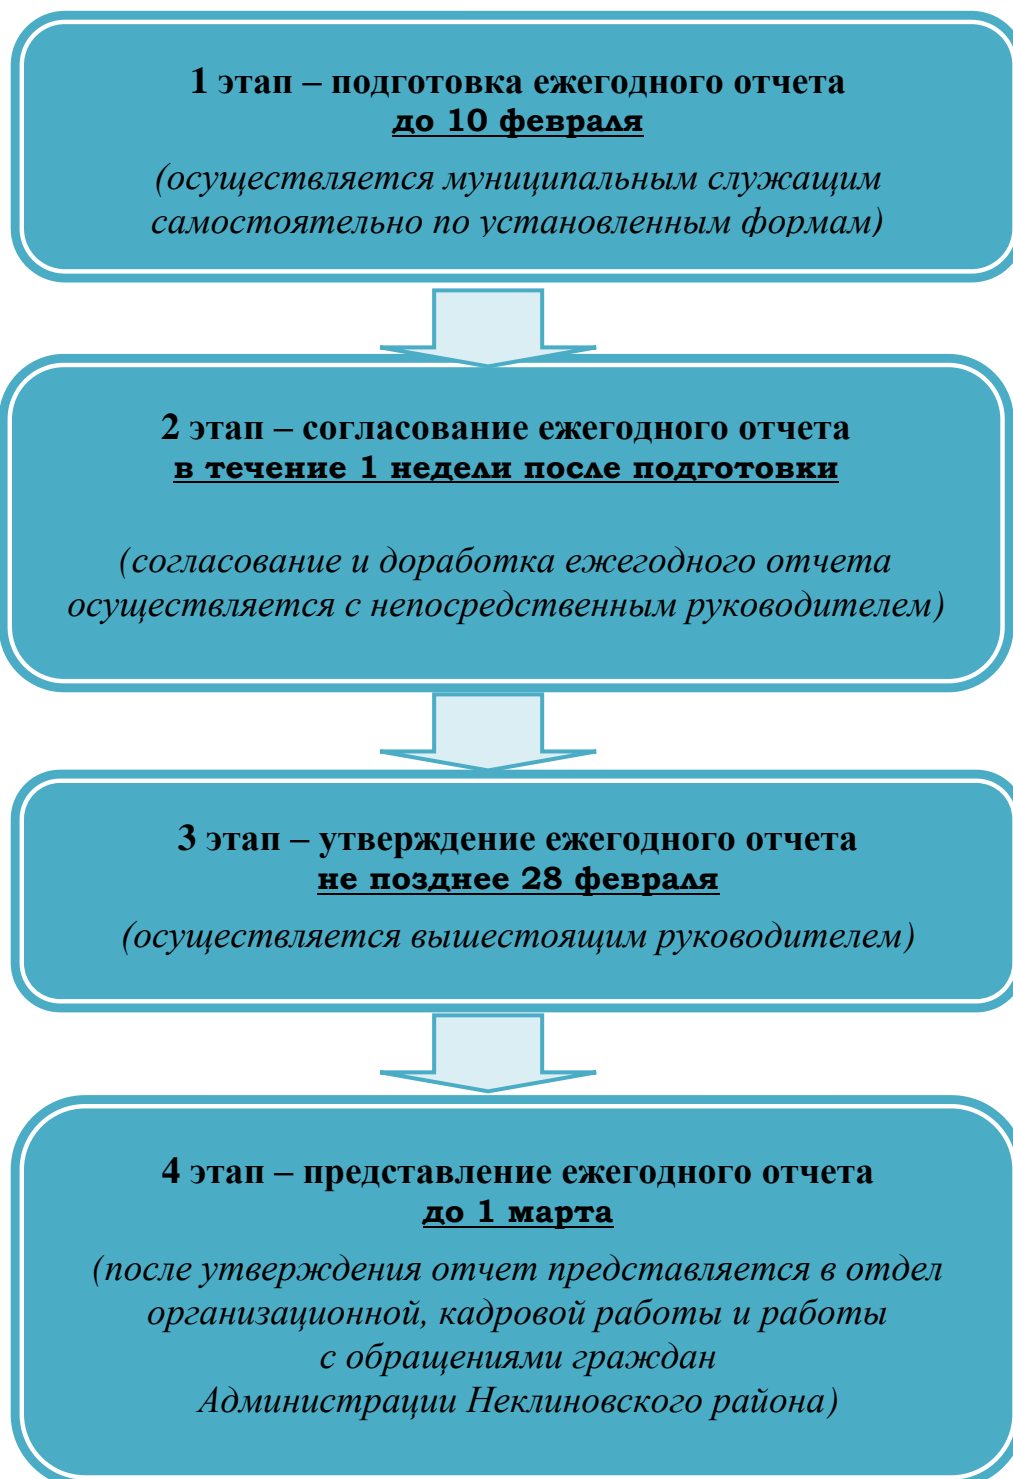 1 этап – подготовка ежегодного отчета
до 10 февраля
(осуществляется муниципальным служащим
самостоятельно по установленным формам)
2 этап – согласование ежегодного отчета
в течение 1 недели после подготовки
(согласование и доработка ежегодного отчета
осуществляется с непосредственным руководителем)
3 этап – утверждение ежегодного отчета
не позднее 28 февраля
(осуществляется вышестоящим руководителем)
4 этап – представление ежегодного отчета
до 1 марта
(после утверждения отчет представляется в отдел
организационной, кадровой работы и работы
с обращениями граждан
Администрации Неклиновского района)